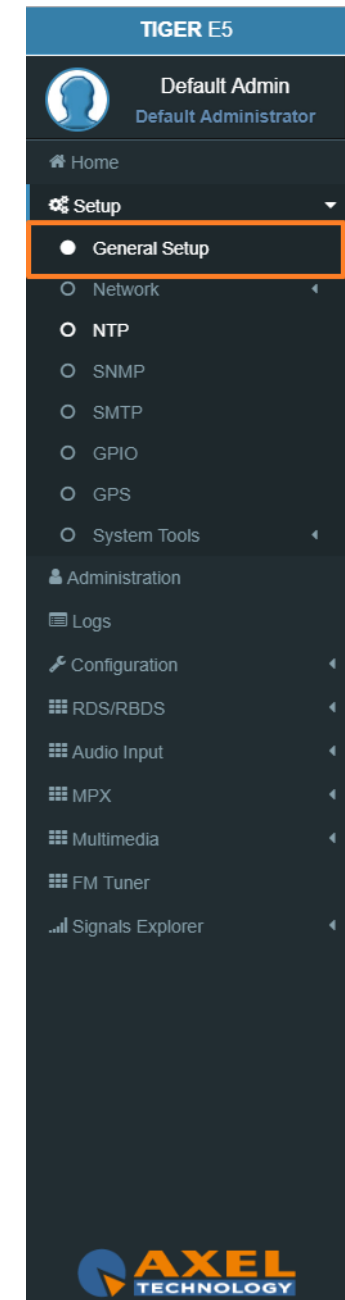 TIGER E5
Default Admin
Default Administrator
Home
Setup
General Setup
Network
NTP
SNMP
SMTP
GPIO
GPS
System Tools
Administration
Logs
Configuration
RDS/RBDS
Audio Input
MPX
Multimedia
FM Tuner
Signals Explorer
AXEL
TECHNOLOGY